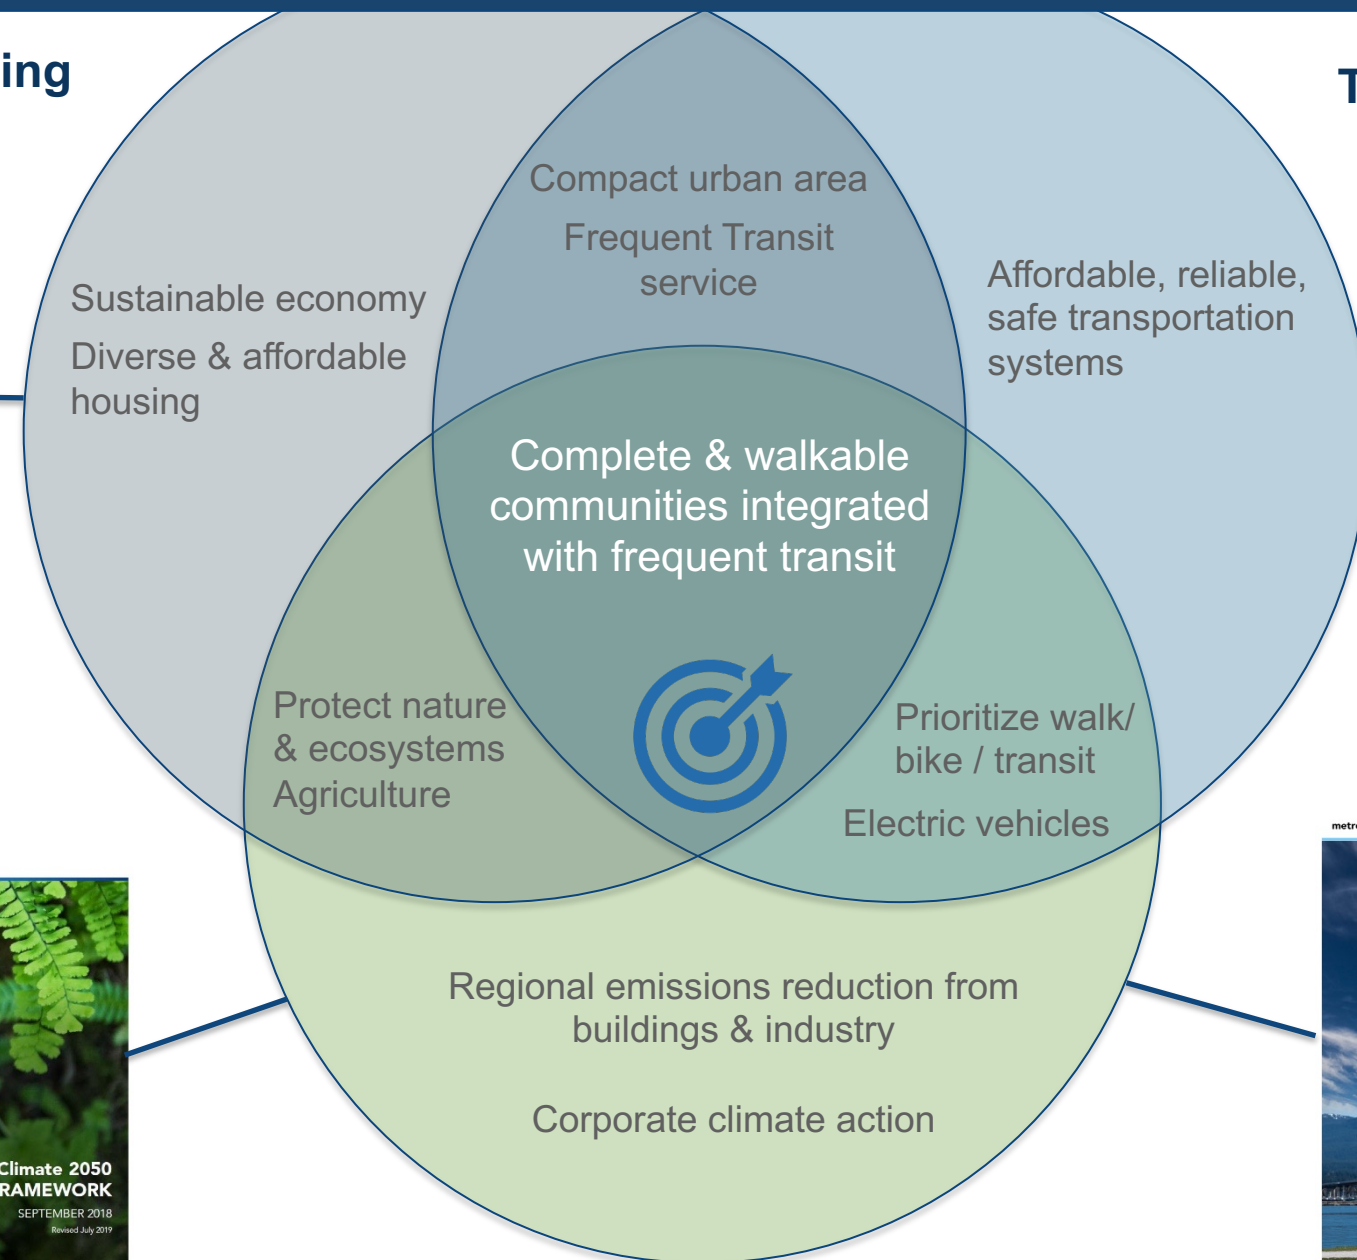 ing
T
Compact urban area
Frequent Transit
service
Sustainable economy
Diverse & affordable
housing
Affordable, reliable,
safe transportation
systems
Complete & walkable
communities integrated
with frequent transit
Protect nature
& ecosystems
Agriculture
Prioritize walk/
bike / transit
Electric vehicles
Regional emissions reduction from
buildings & industry
Corporate climate action
Climate 2050
RAMEWORK
SEPTEMBER 2018
Revised July 2019
metr